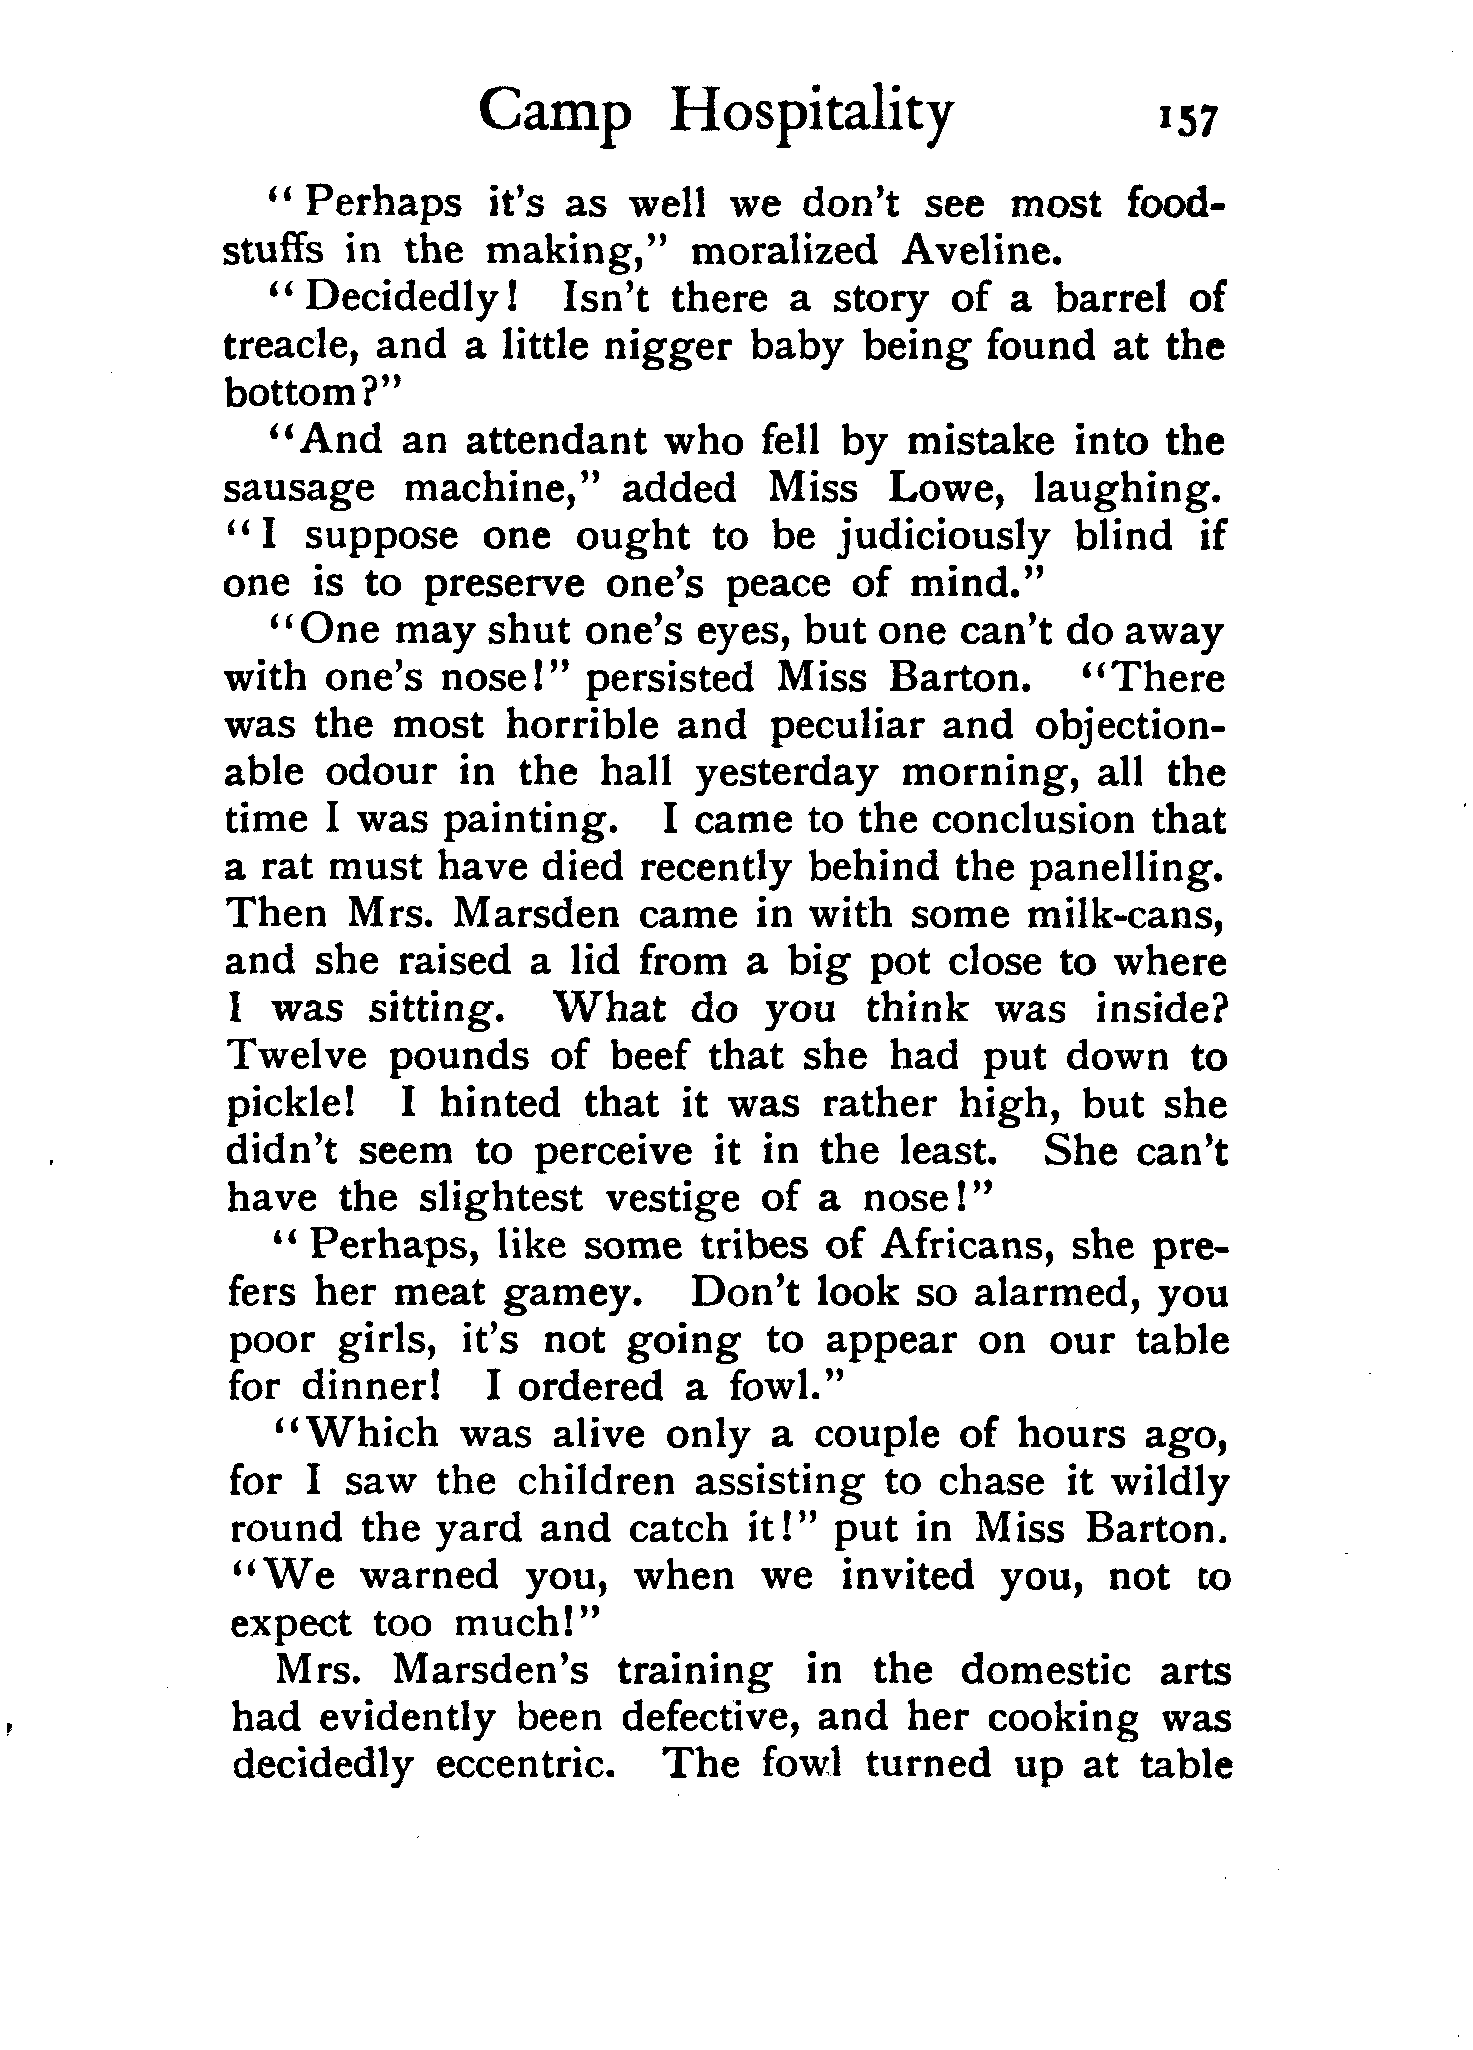 Camp Hospitality 157
" Perhaps it's as well we don't see most food-
stuffs in the making," moralized Aveline.
" Decidedly! Isn't there a story of a barrel of
treacle, and a little nigger baby being found at the
bottom?"
"And an attendant who fell by mistake into the
sausage machine," added Miss Lowe, laughing.
" I suppose one ought to be judiciously blind if
one is to preserve one's peace of mind."
"One may shut one's eyes, but one can't do away
with one's nose!" persisted Miss Barton. "There
was the most horrible and peculiar and objection-
able odour in the hall yesterday morning, all the
time I was painting. I came to the conclusion that
a rat must have died recently behind the panelling.
Then Mrs. Marsden came in with some milk-cans,
and she raised a lid from a big pot close to where
I was sitting. What do you think was inside?
Twelve pounds of beef that she had put down to
pickle! I hinted that it was rather high, but she
didn't seem to perceive it in the least. She can't
have the slightest vestige of a nose!"
" Perhaps, like some tribes of Africans, she pre-
fers her meat gamey. Don't look so alarmed, you
poor girls, it's not going to appear on our table
for dinner! I ordered a fowl."
"Which was alive only a couple of hours ago,
for I saw the children assisting to chase it wildly
round the yard and catch it!" put in Miss Barton.
"We warned you, when we invited you, not to
expect too much!"
Mrs. Marsden's training in the domestic arts
had evidently been defective, and her cooking was
decidedly eccentric. The fowl turned up at table